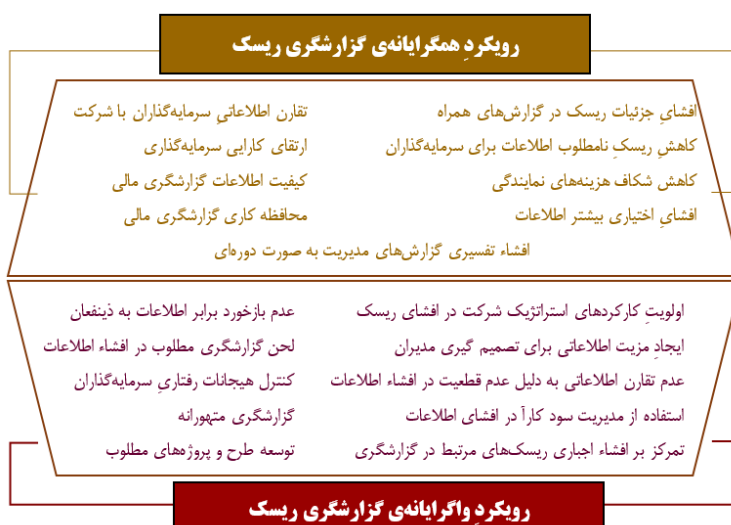 رویکردِ همگرایانه‌ی گزارشگری ریسک
افشایِ جزئیات ریسک در گزارش‌های همراه
تقارن اطلاعاتیِ سرمایه‌گذاران با شرکت
کاهشِ ریسکِ نامطلوب اطلاعات برای سرمایه‌گذاران
ارتقای کارایی سرمایه‌گذاری
کاهش شکاف هزینه‌های نمایندگی
کیفیت اطلاعات گزارشگری مالی
افشایِ اختیاری بیشتر اطلاعات
محافظه کاری گزارشگری مالی
افشاء تفسیری گزارش‌های مدیریت به صورت دوره‌ای
اولویتِ کارکردهای استراتژیک شرکت در افشای ریسک
عدم بازخورد برابر اطلاعات به ذینفعان
ایجادِ مزیت اطلاعاتی برای تصمیم گیری مدیران
لحن گزارشگری مطلوب در افشاء اطلاعات
عدم تقارن اطلاعاتی به دلیل عدم قطعیت در افشاء اطلاعات
کنترل هیجانات رفتاریِ سرمایه‌گذاران
استفاده از مدیریت سود کارآ در افشای اطلاعات
گزارشگری متهورانه
تمرکز بر افشاء اجباری ریسک‌های مرتبط در گزارشگری
توسعه طرح و پروژه‌های مطلوب
رویکردِ واگرایانه‌ی گزارشگری ریسک